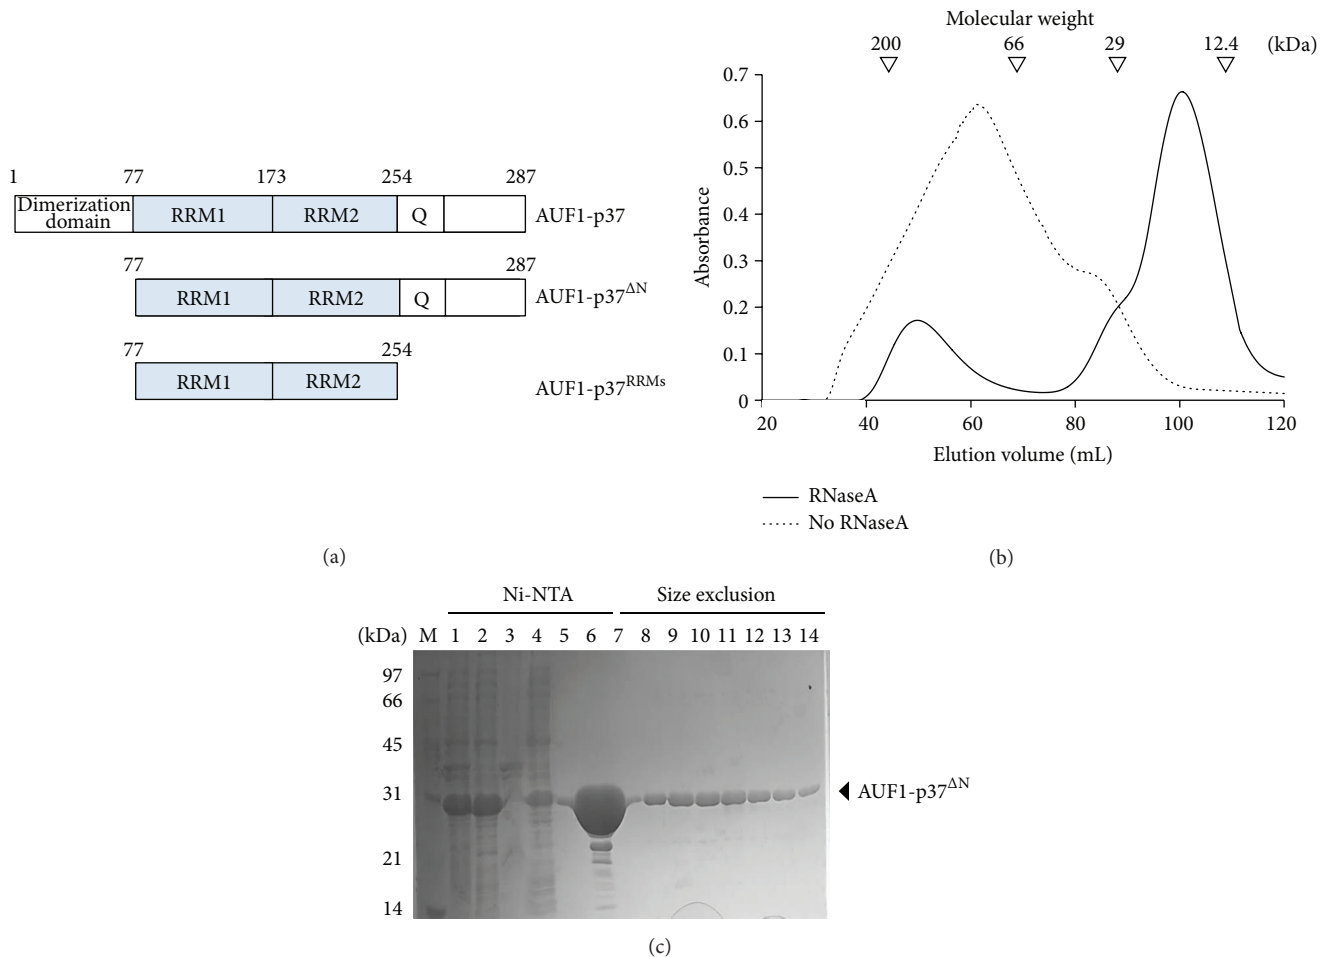 1 77 173 254 287
Dimerization
domain
RRM1 RRM2 Q
AUF1-p37
77 287
RRM1 RRM2 Q
AUF1-p37ΔN
77 254
RRM1 RRM2
AUF1-p37RRMs
(a)
Molecular weight
200 66 29 12.4 (kDa)
0.7
0.6
0.5
0.4
0.3
0.2
0.1
0
Absorbance
20 40 60 80 100 120
Elution volume (mL)
RNaseA
No RNaseA
(b)
Ni-NTA Size exclusion
(kDa) M 1 2 3 4 5 6 7 8 9 10 11 12 13 14
97
66
45
31
21
14
AUF1-p37ΔN
(c)